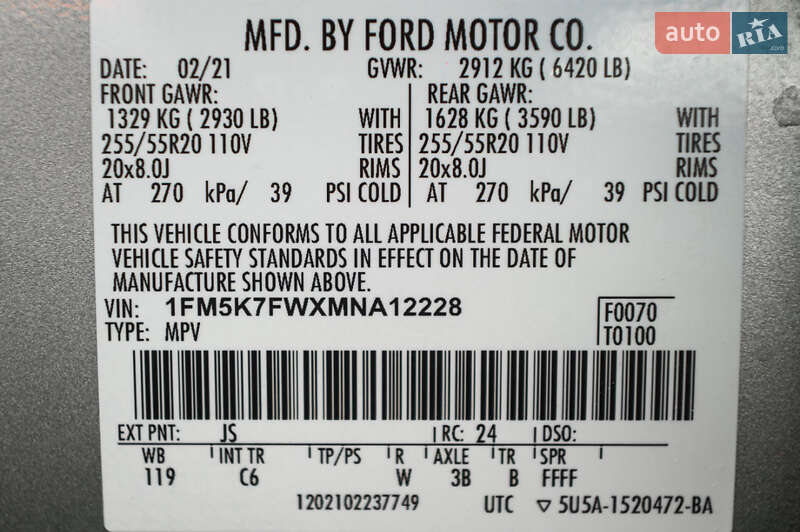 MFD. BY FORD MOTOR CO.
auto RIA .com
DATE: 02/21 GVWR: 2912 KG ( 6420 LB)
FRONT GAWR: REAR GAWR:
1329 KG ( 2930 LB) WITH 1628 KG ( 3590 LB) WITH
255/55R20 110V TIRES 255/55R20 110V TIRES
20x8.0J RIMS 20x8.0J RIMS
AT 270 kPa/ 39 PSI COLD AT 270 kPa/ 39 PSI COLD
THIS VEHICLE CONFORMS TO ALL APPLICABLE FEDERAL MOTOR
VEHICLE SAFETY STANDARDS IN EFFECT ON THE DATE OF
MANUFACTURE SHOWN ABOVE.
VIN: 1FM5K7FWXMNA12228 F0070
TYPE: MPV T0100
EXT PNT: JS RC: 24 DSO:
WB INT TR TP/PS R AXLE TR SPR
119 C6 W 3B B FFFF
1202102237749 UTC ▽ 5U5A-1520472-BA